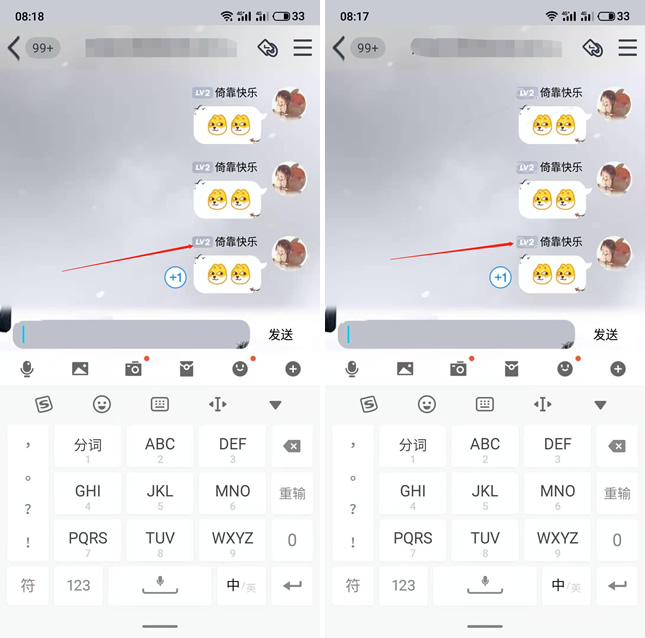 08:18
33
99+
LV2 倚靠快乐
LV2 倚靠快乐
LV2 倚靠快乐
+1
发送
，
。
？
！
分词
1
ABC
2
DEF
3
GHI
4
JKL
5
MNO
6
重输
PQRS
7
TUV
8
WXYZ
9
0
符
123
中/英
08:17
33
99+
LV2 倚靠快乐
LV2 倚靠快乐
LV2 倚靠快乐
+1
发送
，
。
？
！
分词
1
ABC
2
DEF
3
GHI
4
JKL
5
MNO
6
重输
PQRS
7
TUV
8
WXYZ
9
0
符
123
中/英